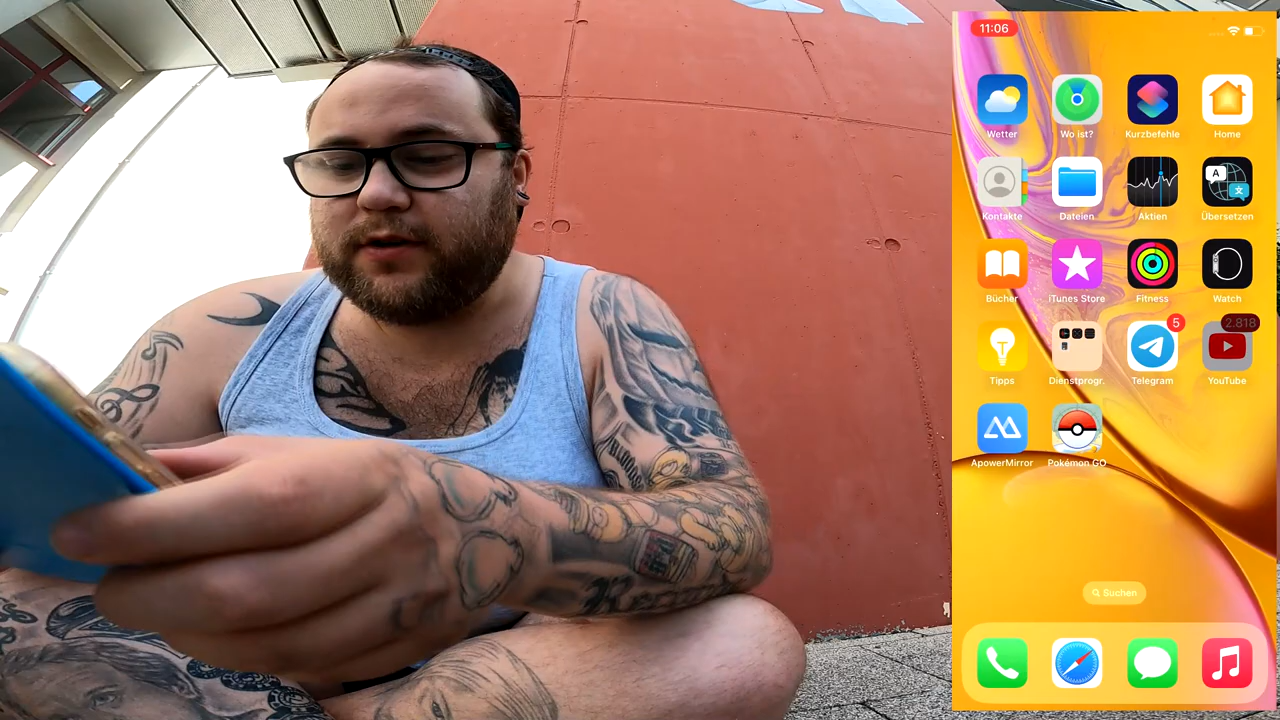 11:06
Wetter
Wo ist?
Kurzbefehle
Home
Kontakte
Dateien
Aktien
A
文
Übersetzen
Bücher
iTunes Store
Fitness
Watch
5
2.818
Tipps
Dienstprogr.
Telegram
YouTube
ApowerMirror
Pokémon GO
Suchen